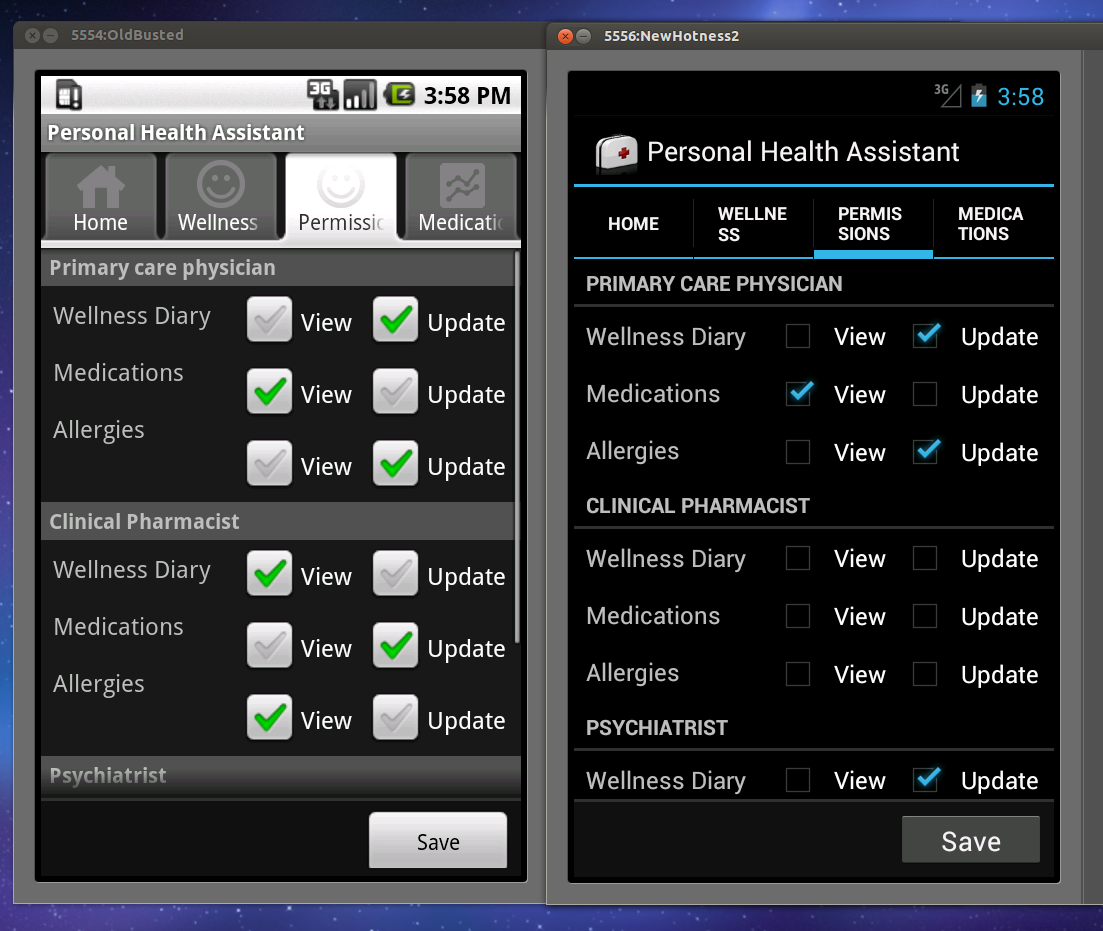 5554:OldBusted
3G 3:58 PM
Personal Health Assistant
Home Wellness Permissic Medicatic
Primary care physician
Wellness Diary View Update
Medications View Update
Allergies View Update
Clinical Pharmacist
Wellness Diary View Update
Medications View Update
Allergies View Update
Psychiatrist
Save
5556:NewHotness2
3G 3:58
Personal Health Assistant
HOME WELLNE PERMIS MEDICA
SS SIONS TIONS
PRIMARY CARE PHYSICIAN
Wellness Diary View Update
Medications View Update
Allergies View Update
CLINICAL PHARMACIST
Wellness Diary View Update
Medications View Update
Allergies View Update
PSYCHIATRIST
Wellness Diary View Update
Save